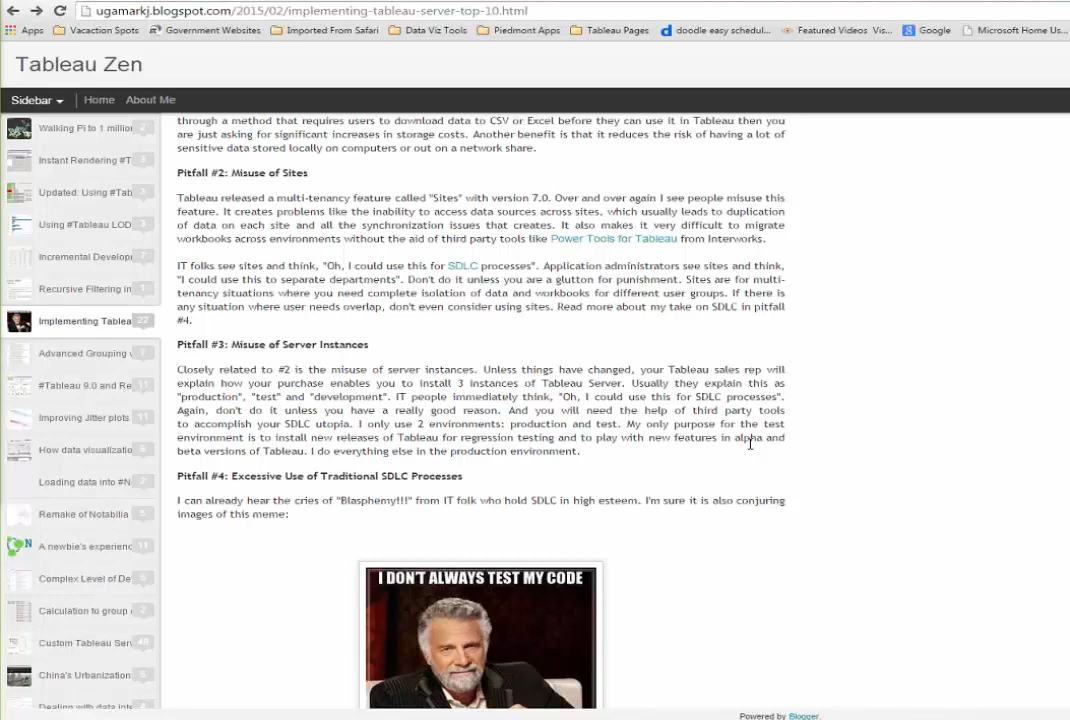 ugamarkj.blogspot.com/2015/02/implementing-tableau-server-top-10.html
Apps Vacaction Spots Government Websites Imported From Safari Data Viz Tools Piedmont Apps Tableau Pages doodle easy schedul... Featured Videos Vis... Google Microsoft Home Us...
Tableau Zen
Sidebar Home About Me
Walking Pi to 1 million 2
Instant Rendering #T 3
Updated: Using #Tab
Using #Tableau LOD 3
Incremental Develop 7
Recursive Filtering in 1
Implementing Tablea 22
Advanced Grouping
#Tableau 9.0 and Re 11
Improving Jitter plots 11
How data visualizatio
Loading data into #N 2
Remake of Notabilia 5
A newbie's experienc 11
Complex Level of De
Calculation to group 2
Custom Tableau Serv
China's Urbanization
Dealing with data inte
through a method that requires users to download data to CSV or Excel before they can use it in Tableau then you
are just asking for significant increases in storage costs. Another benefit is that it reduces the risk of having a lot of
sensitive data stored locally on computers or out on a network share.
Pitfall #2: Misuse of Sites
Tableau released a multi-tenancy feature called "Sites" with version 7.0. Over and over again I see people misuse this
feature. It creates problems like the inability to access data sources across sites, which usually leads to duplication
of data on each site and all the synchronization issues that creates. It also makes it very difficult to migrate
workbooks across environments without the aid of third party tools like Power Tools for Tableau from Interworks.
IT folks see sites and think, "Oh, I could use this for SDLC processes". Application administrators see sites and think,
"I could use this to separate departments". Don't do it unless you are a glutton for punishment. Sites are for multi-
tenancy situations where you need complete isolation of data and workbooks for different user groups. If there is
any situation where user needs overlap, don't even consider using sites. Read more about my take on SDLC in pitfall
#4.
Pitfall #3: Misuse of Server Instances
Closely related to #2 is the misuse of server instances. Unless things have changed, your Tableau sales rep will
explain how your purchase enables you to install 3 instances of Tableau Server. Usually they explain this as
"production", "test" and "development". IT people immediately think, "Oh, I could use this for SDLC processes".
Again, don't do it unless you have a really good reason. And you will need the help of third party tools
to accomplish your SDLC utopia. I only use 2 environments: production and test. My only purpose for the test
environment is to install new releases of Tableau for regression testing and to play with new features in alpha and
beta versions of Tableau. I do everything else in the production environment.
Pitfall #4: Excessive Use of Traditional SDLC Processes
I can already hear the cries of "Blasphemy!!!" from IT folk who hold SDLC in high esteem. I'm sure it is also conjuring
images of this meme:
I DON'T ALWAYS TEST MY CODE
Powered by Blogger.